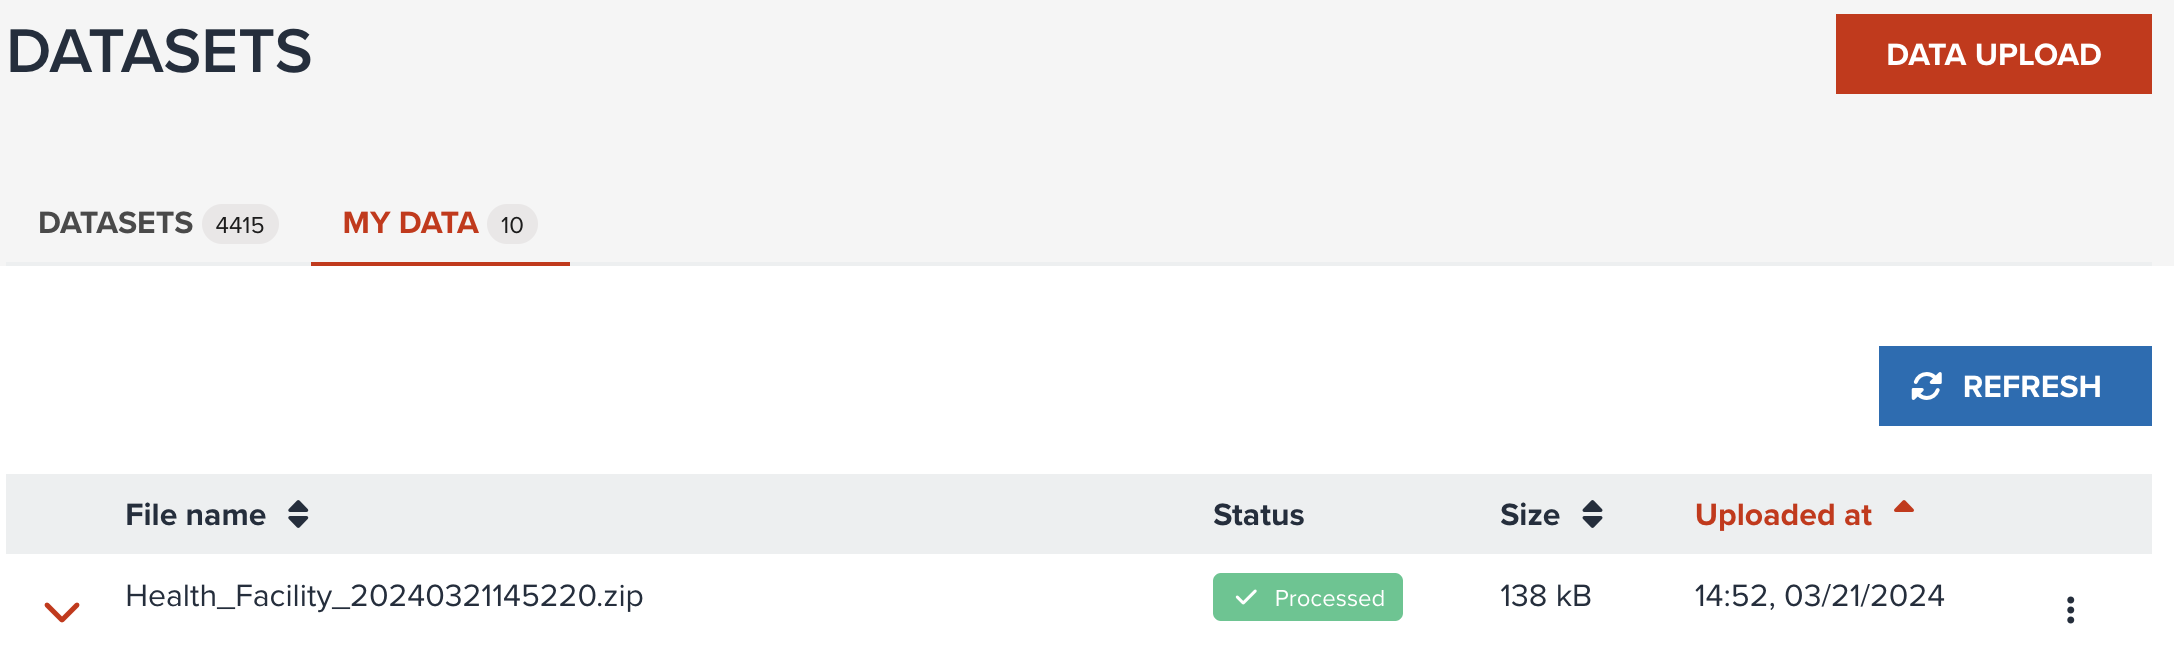 DATASETS
DATA UPLOAD
DATASETS 4415 MY DATA 10
REFRESH
File name Status Size Uploaded at
Health_Facility_20240321145220.zip Processed 138 kB 14:52, 03/21/2024